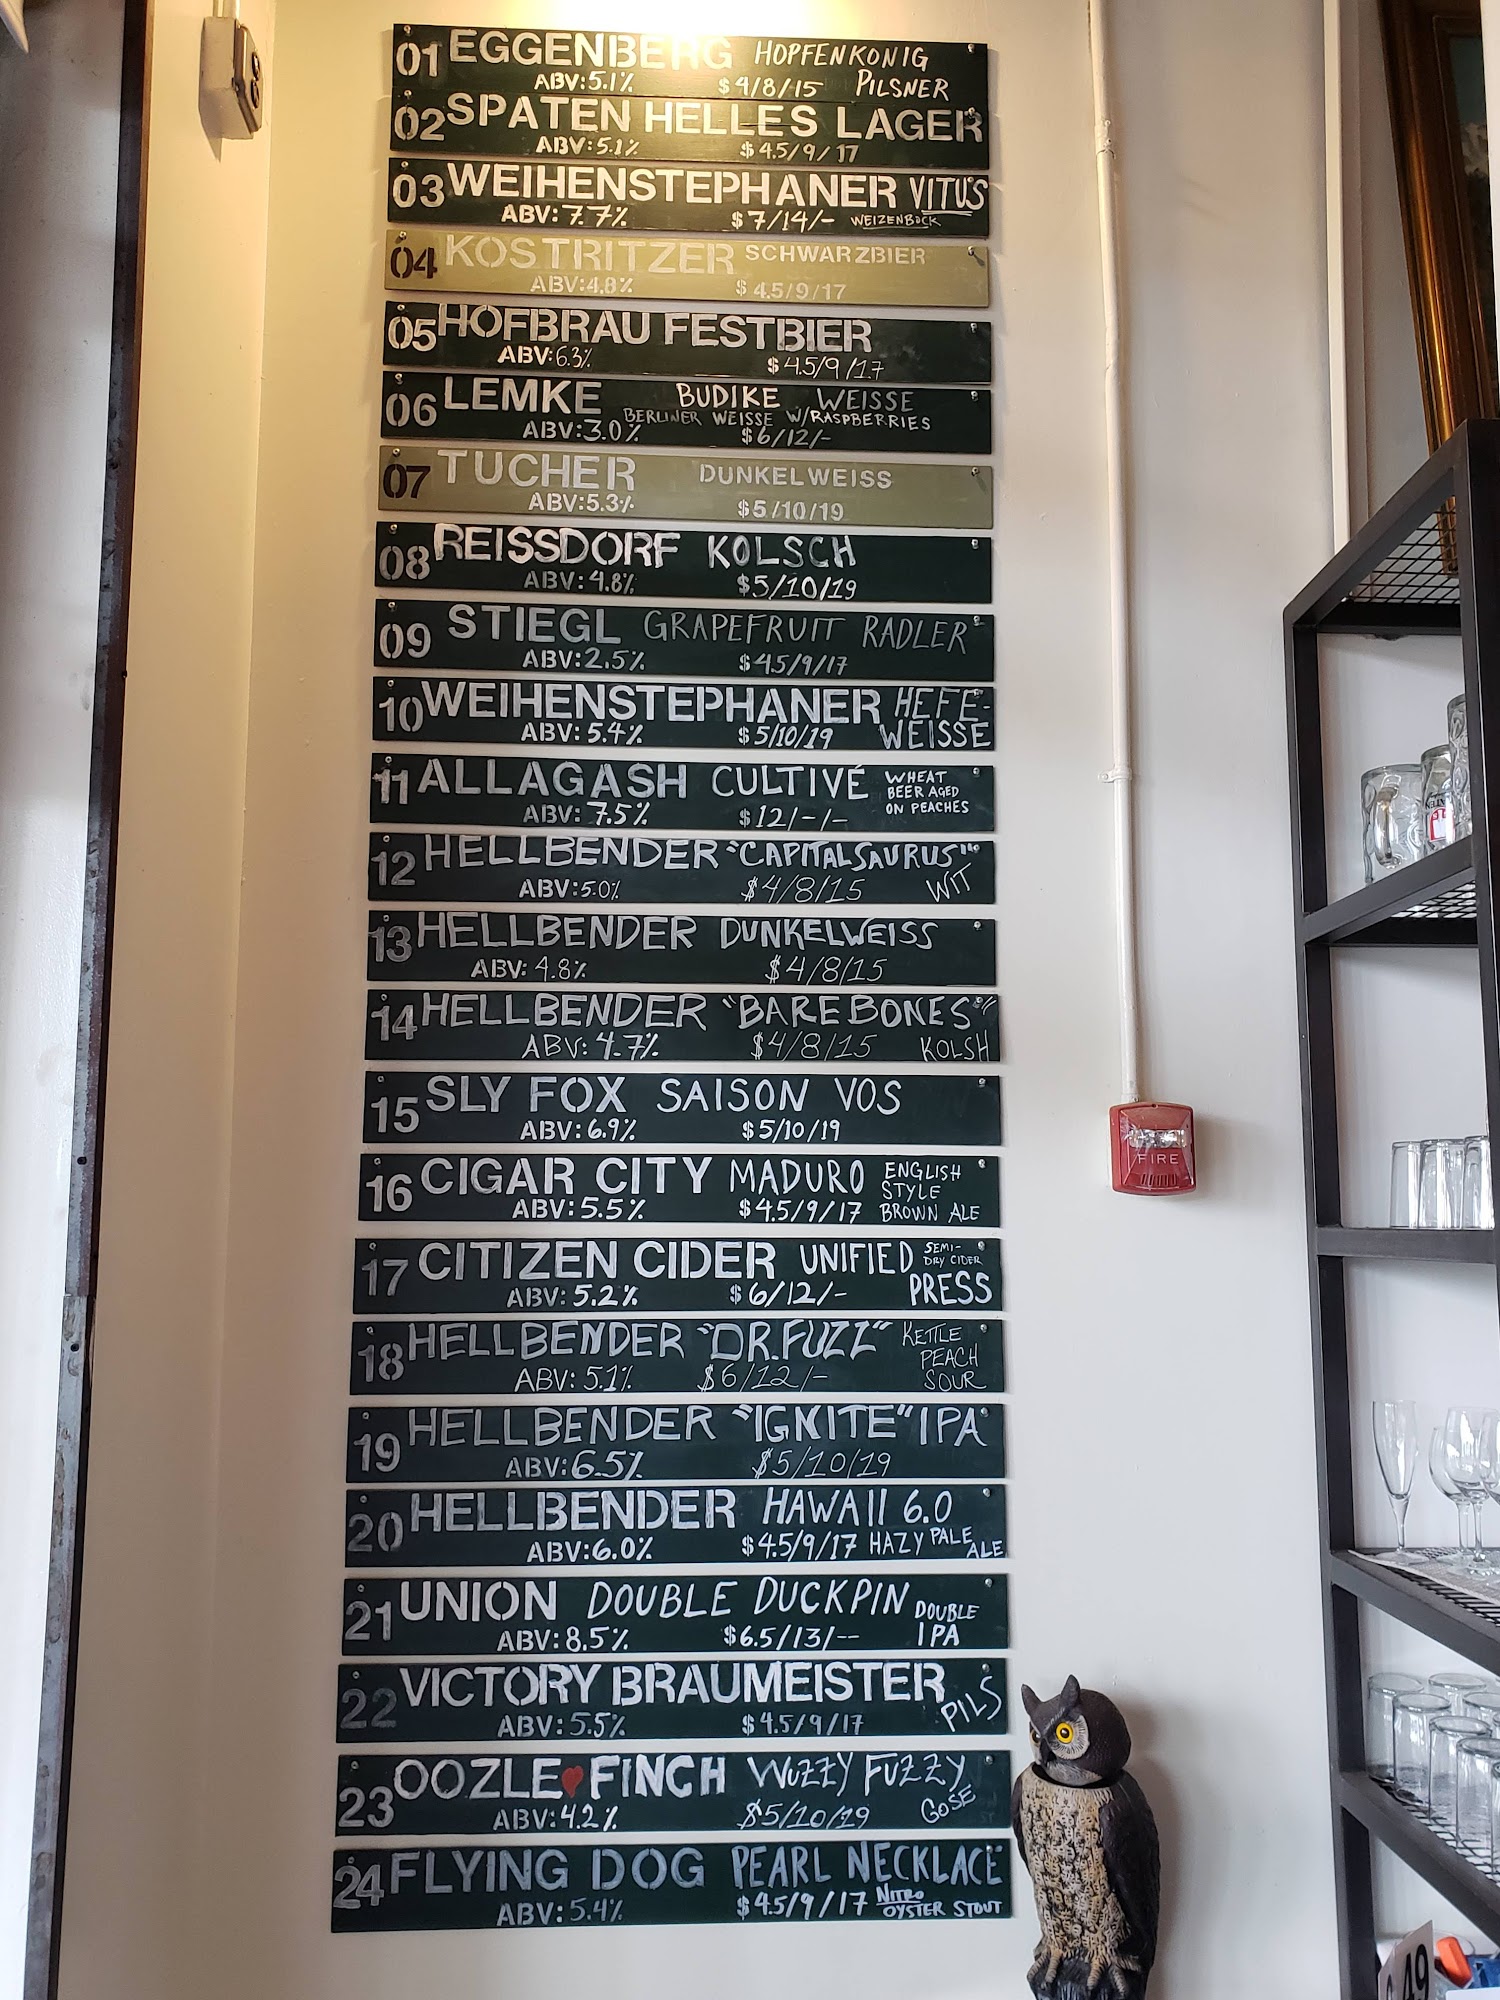 01 EGGENBERG HOPFENKONIG
ABV:5.1% $4/8/15 PILSNER
02 SPATEN HELLES LAGER
ABV:5.1% $4.5/9/17
03 WEIHENSTEPHANER VITUS
ABV:7.7% $7/14/- WEIZENBOCK
04 KOSTRITZER SCHWARZBIER
ABV:4.8% $4.5/9/17
05 HOFBRAU FESTBIER
ABV:6.3% $4.5/9/17
06 LEMKE BUDIKE WEISSE
BERLINER WEISSE W/RASPBERRIES
ABV:3.0% $6/12/-
07 TUCHER DUNKELWEISS
ABV:5.3% $5/10/19
08 REISSDORF KOLSCH
ABV:4.8% $5/10/19
09 STIEGL GRAPEFRUIT RADLER
ABV:2.5% $4.5/9/17
10 WEIHENSTEPHANER HEFE-
ABV:5.4% $5/10/19 WEISSE
11 ALLAGASH CULTIVÉ WHEAT
BEER AGED
ABV:7.5% $12/-/- ON PEACHES
12 HELLBENDER "CAPITALSAURUS"
ABV:5.0% $4/8/15 WIT
13 HELLBENDER DUNKELWEISS
ABV:4.8% $4/8/15
14 HELLBENDER "BARE BONES"
ABV:4.7% $4/8/15 KOLSH
15 SLY FOX SAISON VOS
ABV:6.9% $5/10/19
16 CIGAR CITY MADURO ENGLISH
STYLE
ABV:5.5% $4.5/9/17 BROWN ALE
17 CITIZEN CIDER UNIFIED SEMI-
DRY CIDER
ABV:5.2% $6/12/- PRESS
18 HELLBENDER "DR.FUZZ" KETTLE
PEACH
ABV:5.1% $6/12/- SOUR
19 HELLBENDER "IGNITE" IPA
ABV:6.5% $5/10/19
20 HELLBENDER HAWAII 6.0
ABV:6.0% $4.5/9/17 HAZY PALE ALE
21 UNION DOUBLE DUCKPIN DOUBLE
ABV:8.5% $6.5/13/-- IPA
22 VICTORY BRAUMEISTER PILS
ABV:5.5% $4.5/9/17
23 OOZLE FINCH WUZZY FUZZY
ABV:4.2% $5/10/19 GOSE
24 FLYING DOG PEARL NECKLACE
ABV:5.4% $4.5/9/17 NITRO
OYSTER STOUT
FIRE
49